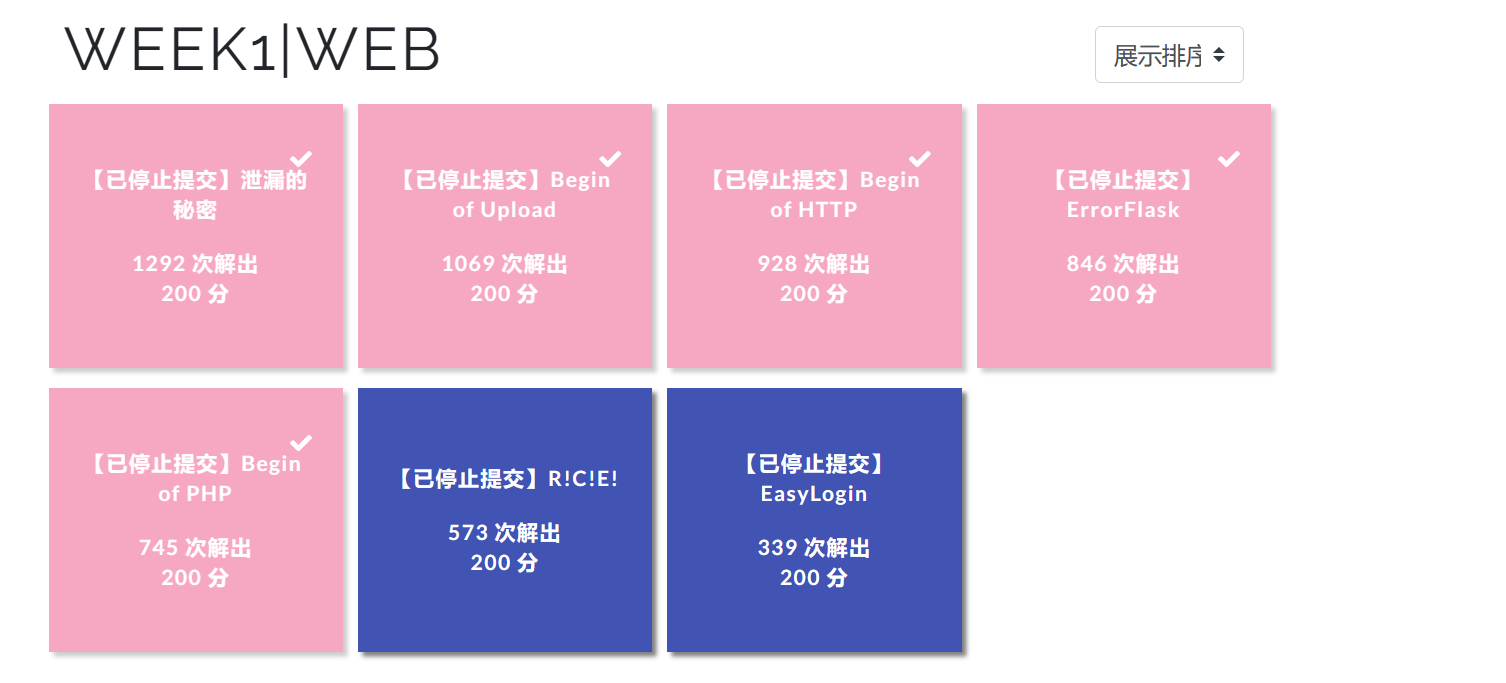 WEEK1|WEB
展示排序
【已停止提交】泄漏的
秘密
1292 次解出
200 分
【已停止提交】Begin
of Upload
1069 次解出
200 分
【已停止提交】Begin
of HTTP
928 次解出
200 分
【已停止提交】
ErrorFlask
846 次解出
200 分
【已停止提交】Begin
of PHP
745 次解出
200 分
【已停止提交】R!C!E!
573 次解出
200 分
【已停止提交】
EasyLogin
339 次解出
200 分